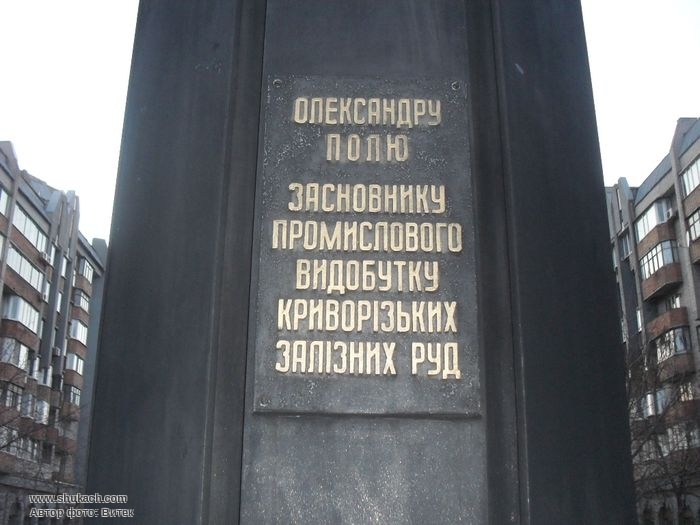 ОЛЕКСАНДРУ
ПОЛЮ
ЗАСНОВНИКУ
ПРОМИСЛОВОГО
ВИДОБУТКУ
КРИВОРІЗЬКИХ
ЗАЛІЗНИХ РУД
www.shukach.com
Автор фото: Витек